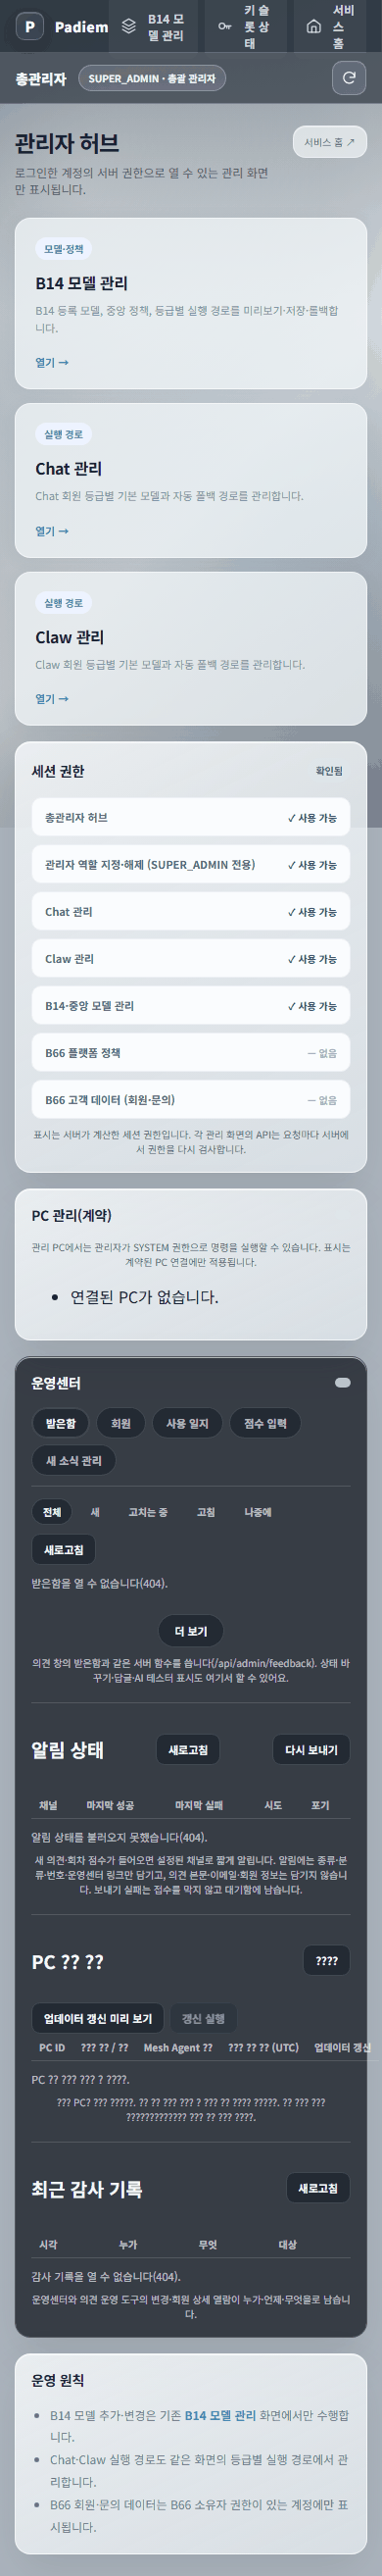 P Padiem
B14 모
델 관리
키 슬
롯 상
태
서비
스
홈
총관리자 SUPER_ADMIN · 총괄 관리자
관리자 허브
서비스 홈 ↗
로그인한 계정의 서버 권한으로 열 수 있는 관리 화면
만 표시됩니다.
모델·정책
B14 모델 관리
B14 등록 모델, 중앙 정책, 등급별 실행 경로를 미리보기·저장·롤백합
니다.
열기 →
실행 경로
Chat 관리
Chat 회원 등급별 기본 모델과 자동 폴백 경로를 관리합니다.
열기 →
실행 경로
Claw 관리
Claw 회원 등급별 기본 모델과 자동 폴백 경로를 관리합니다.
열기 →
세션 권한 확인됨
총관리자 허브 ✓ 사용 가능
관리자 역할 지정·해제 (SUPER_ADMIN 전용) ✓ 사용 가능
Chat 관리 ✓ 사용 가능
Claw 관리 ✓ 사용 가능
B14·중앙 모델 관리 ✓ 사용 가능
B66 플랫폼 정책 — 없음
B66 고객 데이터 (회원·문의) — 없음
표시는 서버가 계산한 세션 권한입니다. 각 관리 화면의 API는 요청마다 서버에
서 권한을 다시 검사합니다.
PC 관리(계약)
관리 PC에서는 관리자가 SYSTEM 권한으로 명령을 실행할 수 있습니다. 표시는
계약된 PC 연결에만 적용됩니다.
• 연결된 PC가 없습니다.
운영센터
받은함 회원 사용 일지 점수 입력
새 소식 관리
전체 새 고치는 중 고침 나중에
새로고침
받은함을 열 수 없습니다(404).
더 보기
의견 창의 받은함과 같은 서버 함수를 씁니다(/api/admin/feedback). 상태 바
꾸기·답글·AI 테스터 표시도 여기서 할 수 있어요.
알림 상태 새로고침 다시 보내기
채널 마지막 성공 마지막 실패 시도 포기
알림 상태를 불러오지 못했습니다(404).
새 의견·회차 점수가 들어오면 설정된 채널로 짧게 알립니다. 알림에는 종류·분
류·번호·운영센터 링크만 담기고, 의견 본문·이메일·회원 정보는 담기지 않습니
다. 보내기 실패는 접수를 막지 않고 대기함에 남습니다.
PC ?? ?? ????
업데이터 갱신 미리 보기 갱신 실행
PC ID ??? ?? / ?? Mesh Agent ?? ??? ?? ?? (UTC) 업데이터 갱신
PC ?? ??? ??? ? ????.
??? PC? ??? ?????. ?? ?? ??? ??? ? ??? ?? ???? ?????. ?? ??? ???
????????????? ??? ?? ??? ????.
최근 감사 기록 새로고침
시각 누가 무엇 대상
감사 기록을 열 수 없습니다(404).
운영센터와 의견 운영 도구의 변경·회원 상세 열람이 누가·언제·무엇을로 남습니
다.
운영 원칙
• B14 모델 추가·변경은 기존 B14 모델 관리 화면에서만 수행합
니다.
• Chat·Claw 실행 경로도 같은 화면의 등급별 실행 경로에서 관
리합니다.
• B66 회원·문의 데이터는 B66 소유자 권한이 있는 계정에만 표
시됩니다.